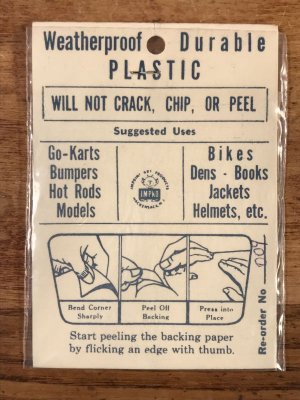 Weatherproof Durable
PLASTIC
WILL NOT CRACK, CHIP, OR PEEL
Suggested Uses
Go-Karts
Bumpers
Hot Rods
Models
IMPKO
Bikes
Dens - Books
Jackets
Helmets, etc.
Bend Corner
Sharply
Peel Off
Backing
Press into
Place
Start peeling the backing paper
by flicking an edge with thumb.
Re-order No